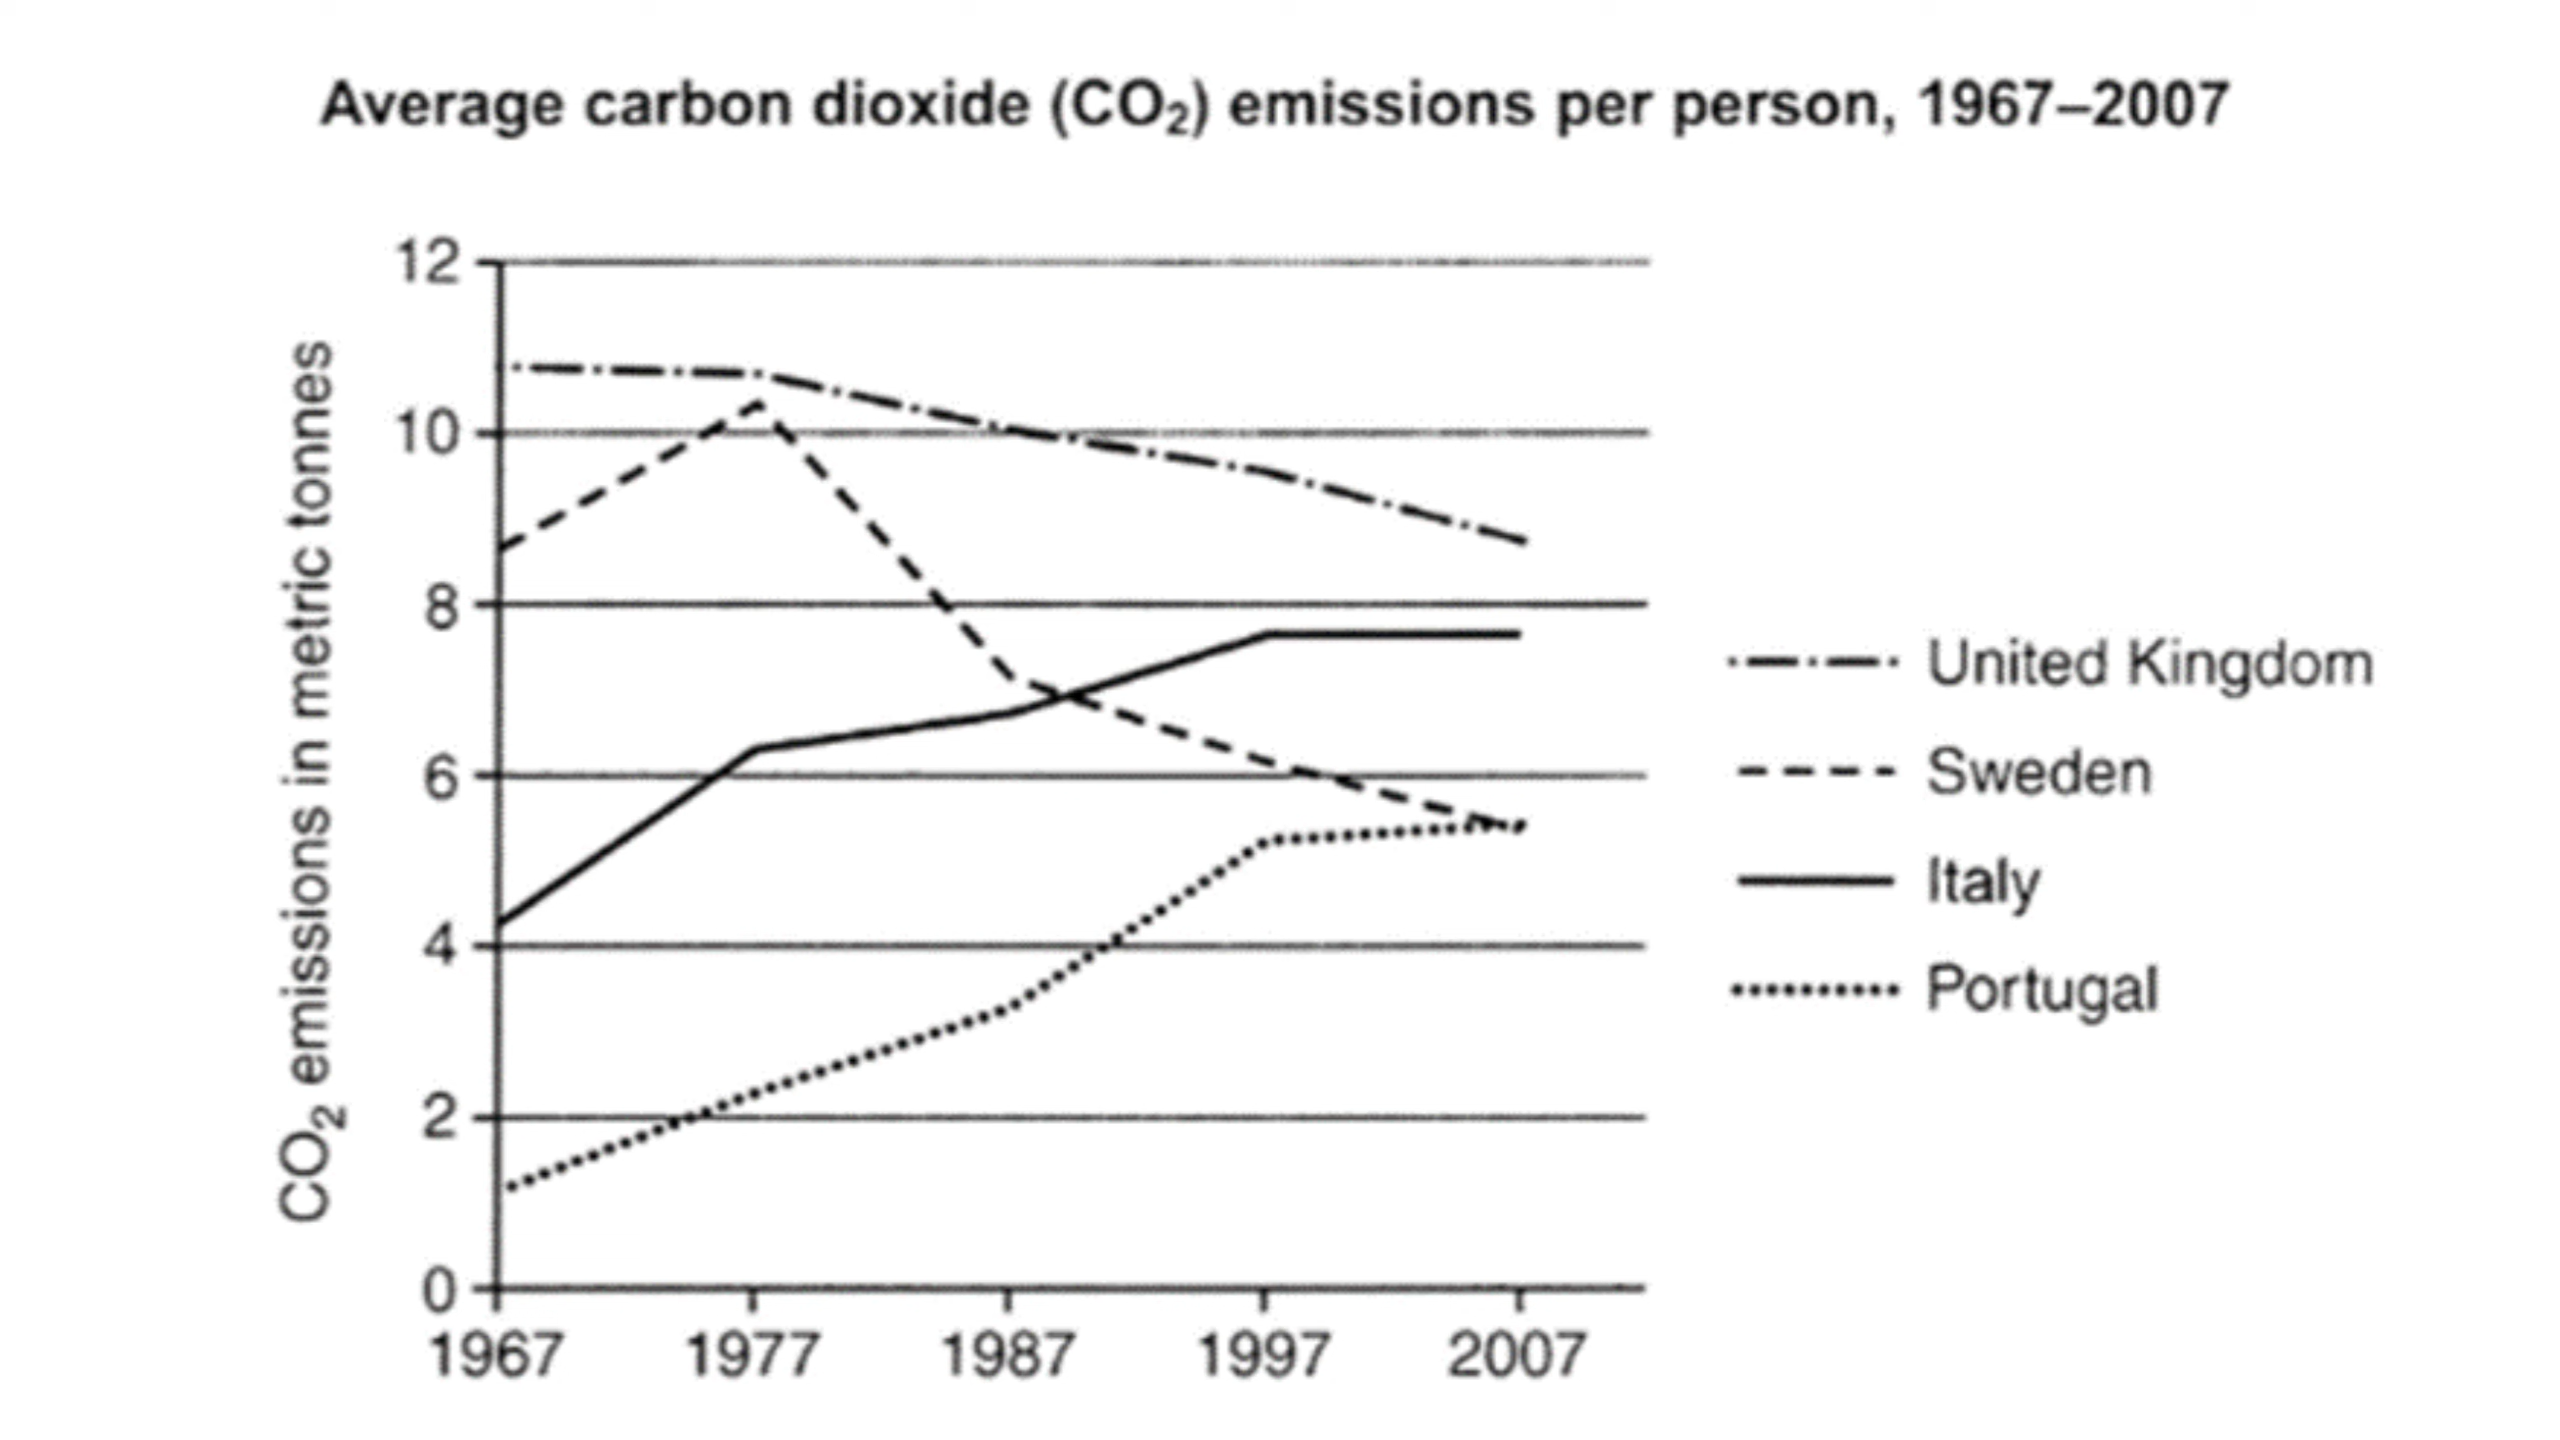 Average carbon dioxide (CO₂) emissions per person, 1967–2007
CO₂ emissions in metric tonnes
12
10
8
6
4
2
0
1967 1977 1987 1997 2007
United Kingdom
Sweden
Italy
Portugal